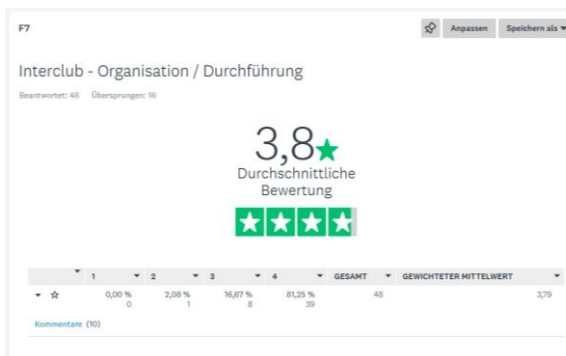 F7
Anpassen
Speichern als
Interclub - Organisation / Durchführung
Beantwortet: 48 Übersprungen: 16
3,8
Durchschnittliche
Bewertung
1 2 3 4 GESAMT GEWICHTETER MITTELWERT
0,00 % 2,08 % 16,67 % 81,25 % 48 3,79
0 1 8 39
Kommentare (10)